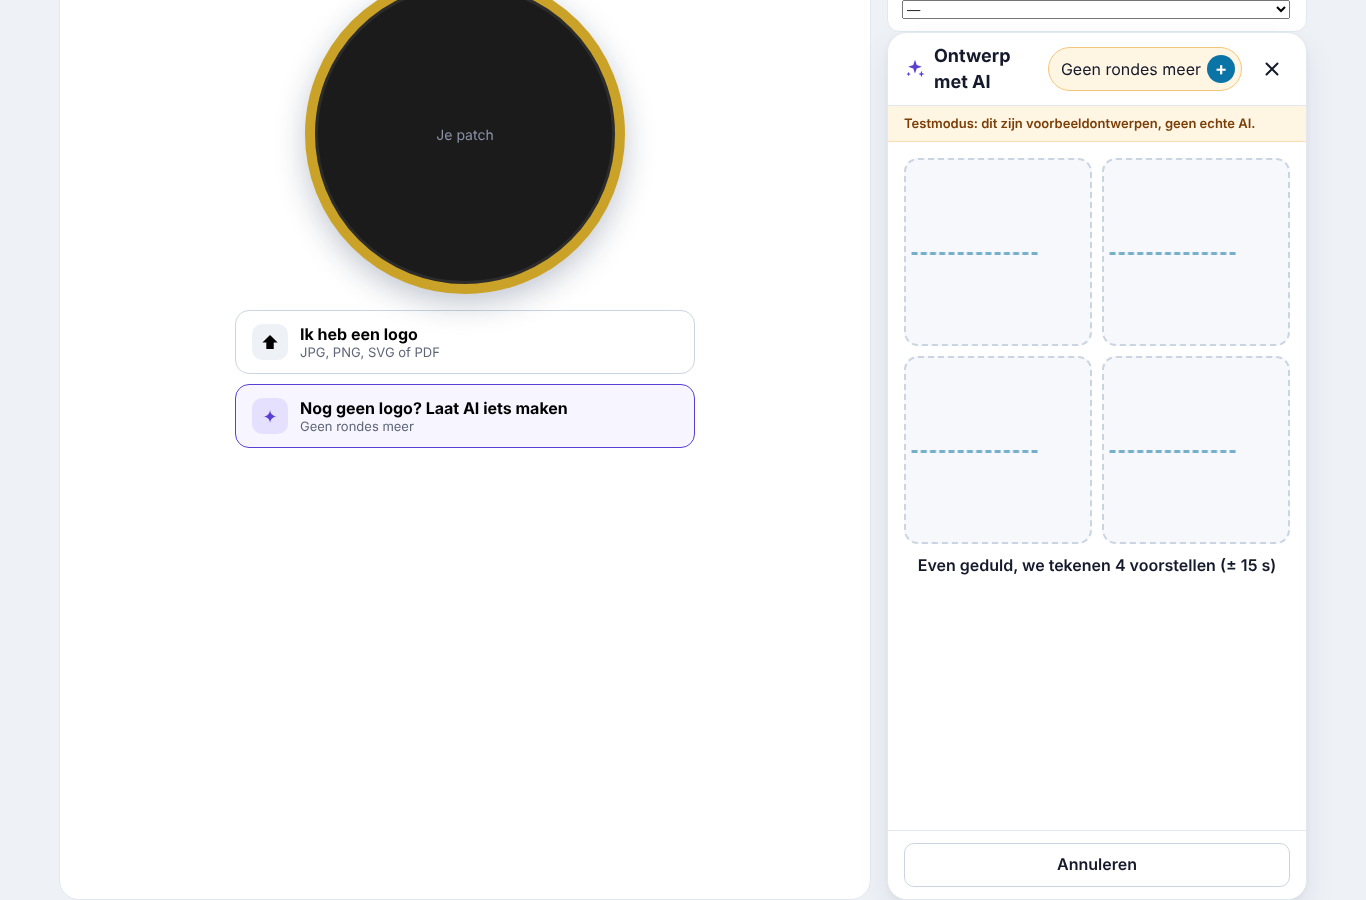 —
Je patch
Ik heb een logo
JPG, PNG, SVG of PDF
Nog geen logo? Laat AI iets maken
Geen rondes meer
Ontwerp
met AI
Geen rondes meer +
Testmodus: dit zijn voorbeeldontwerpen, geen echte AI.
Even geduld, we tekenen 4 voorstellen (± 15 s)
Annuleren